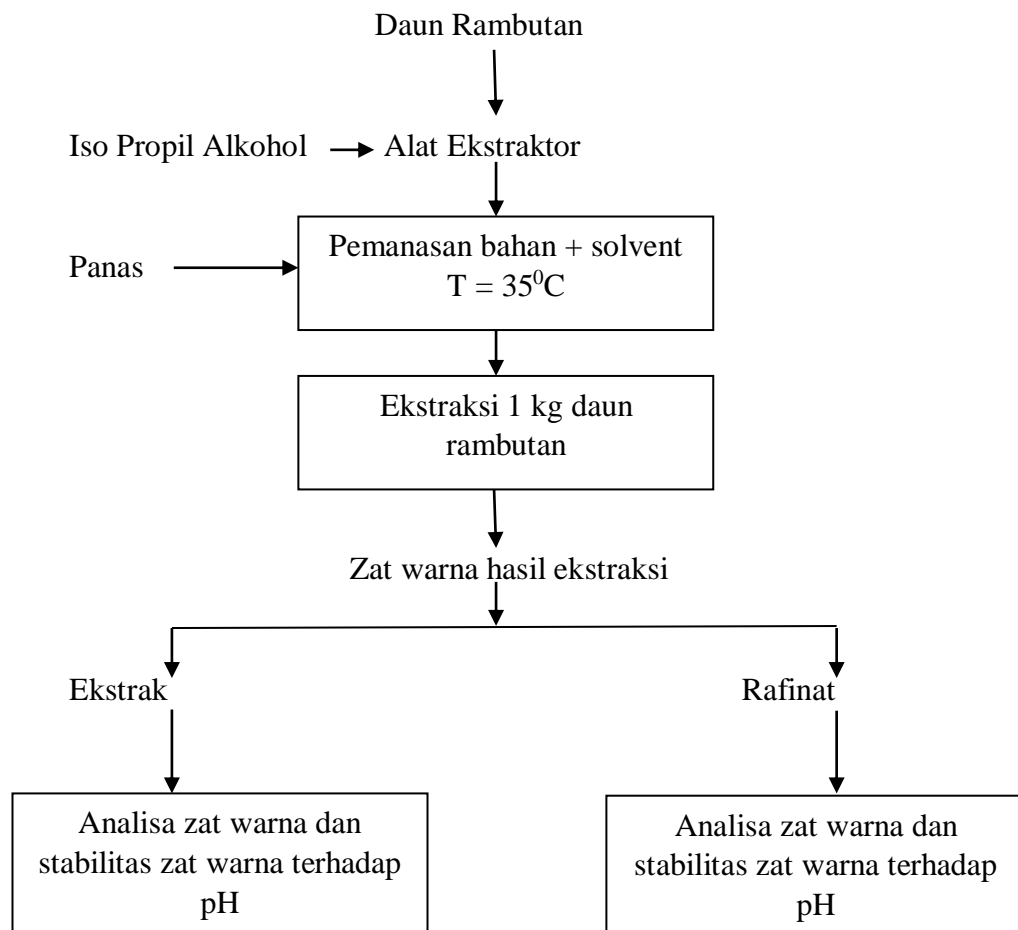 Daun Rambutan
Iso Propil Alkohol
Alat Ekstraktor
Pemanasan bahan + solvent
T = 35⁰C
Panas
Ekstraksi 1 kg daun
rambutan
Zat warna hasil ekstraksi
Ekstrak
Rafinat
Analisa zat warna dan
stabilitas zat warna terhadap
pH
Analisa zat warna dan
stabilitas zat warna terhadap
pH